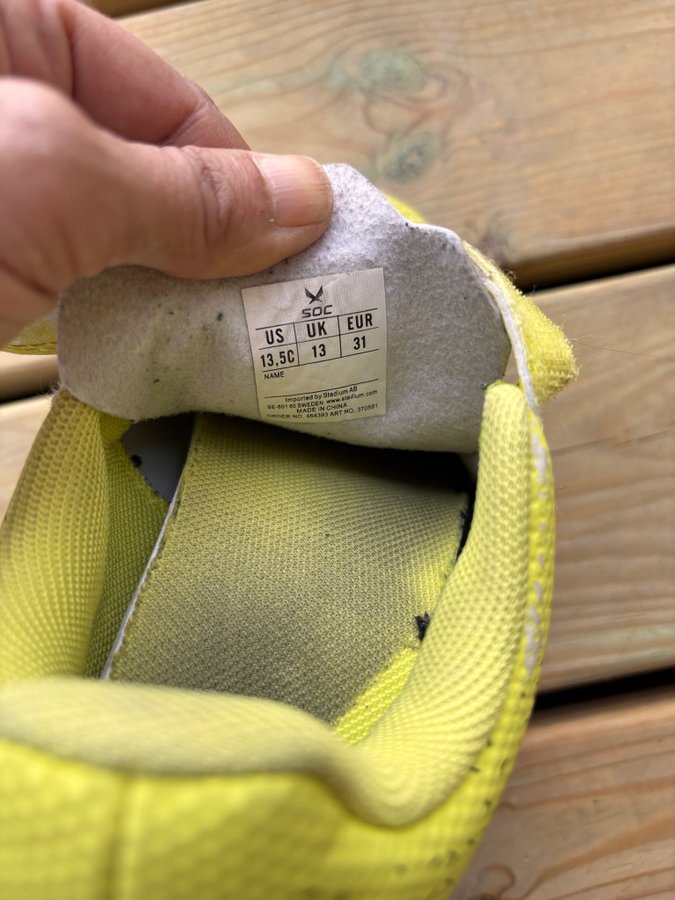 SOC
US UK EUR
13,5C 13 31
NAME
Imported by Stadium AB
SE-601 60 SWEDEN www.stadium.com
MADE IN CHINA
ORDER NO. 464393 ART NO. 370591